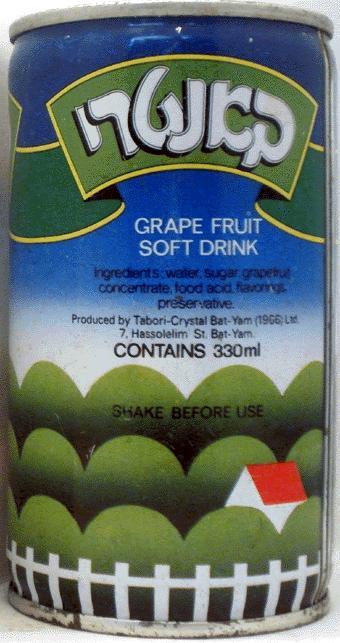 קאנטרי
GRAPE FRUIT
SOFT DRINK
Ingredients: water, sugar, grapefruit
concentrate, food acid, flavorings,
preservative.
Produced by Tabori-Crystal Bat-Yam (1966) Ltd.
7, Hassolelim St. Bat-Yam.
CONTAINS 330ml
SHAKE BEFORE USE